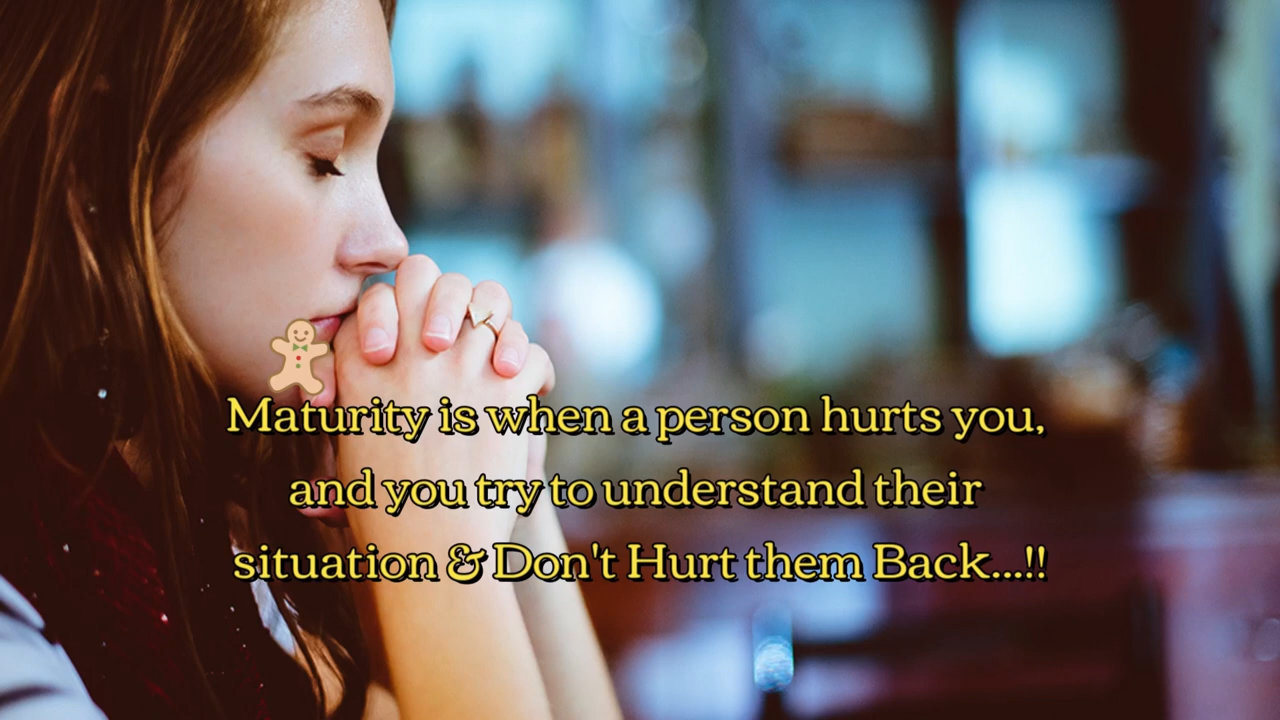 Maturity is when a person hurts you,
and you try to understand their
situation & Don't Hurt them Back...!!